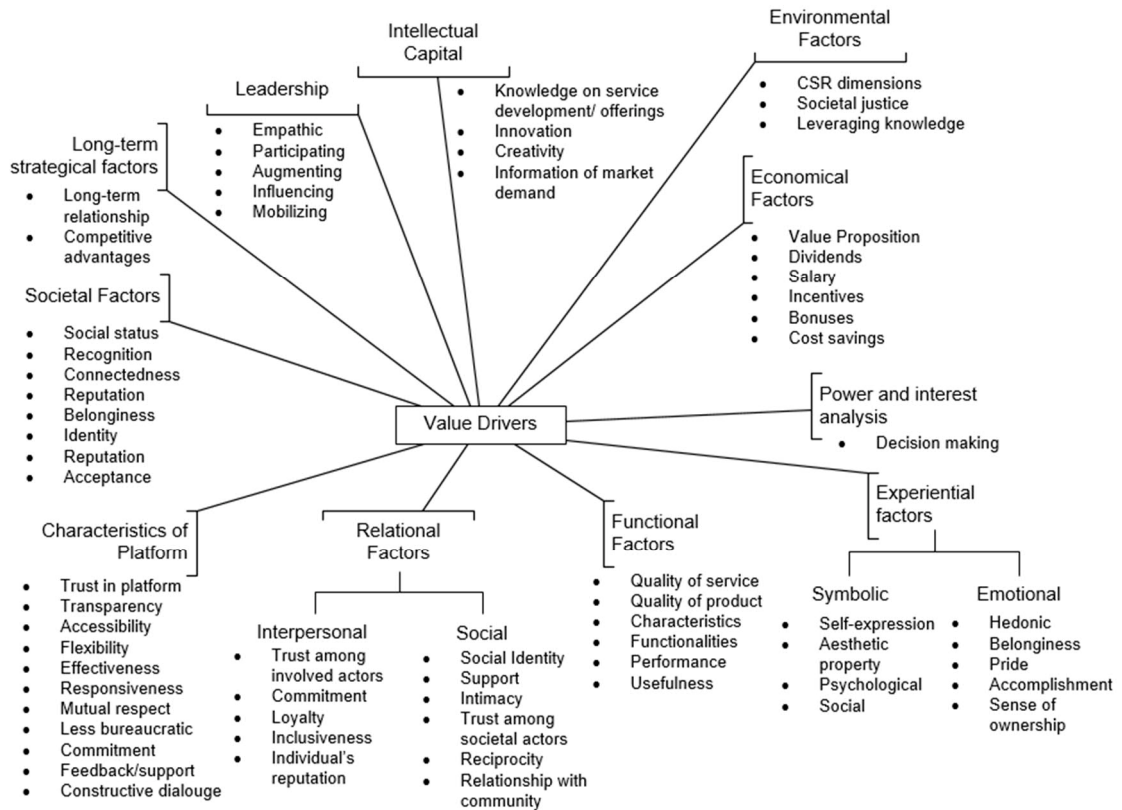 Intellectual
Capital
Knowledge on service
development/ offerings
Innovation
Creativity
Information of market
demand
Environmental
Factors
CSR dimensions
Societal justice
Leveraging knowledge
Leadership
Empathic
Participating
Augmenting
Influencing
Mobilizing
Long-term
strategical factors
Long-term
relationship
Competitive
advantages
Economical
Factors
Value Proposition
Dividends
Salary
Incentives
Bonuses
Cost savings
Societal Factors
Social status
Recognition
Connectedness
Reputation
Belonginess
Identity
Reputation
Acceptance
Value Drivers
Power and interest
analysis
Decision making
Characteristics of
Platform
Trust in platform
Transparency
Accessibility
Flexibility
Effectiveness
Responsiveness
Mutual respect
Less bureaucratic
Commitment
Feedback/support
Constructive dialouge
Relational
Factors
Interpersonal
Trust among
involved actors
Commitment
Loyalty
Inclusiveness
Individual's
reputation
Social
Social Identity
Support
Intimacy
Trust among
societal actors
Reciprocity
Relationship with
community
Functional
Factors
Quality of service
Quality of product
Characteristics
Functionalities
Performance
Usefulness
Experiential
factors
Symbolic
Self-expression
Aesthetic
property
Psychological
Social
Emotional
Hedonic
Belonginess
Pride
Accomplishment
Sense of
ownership